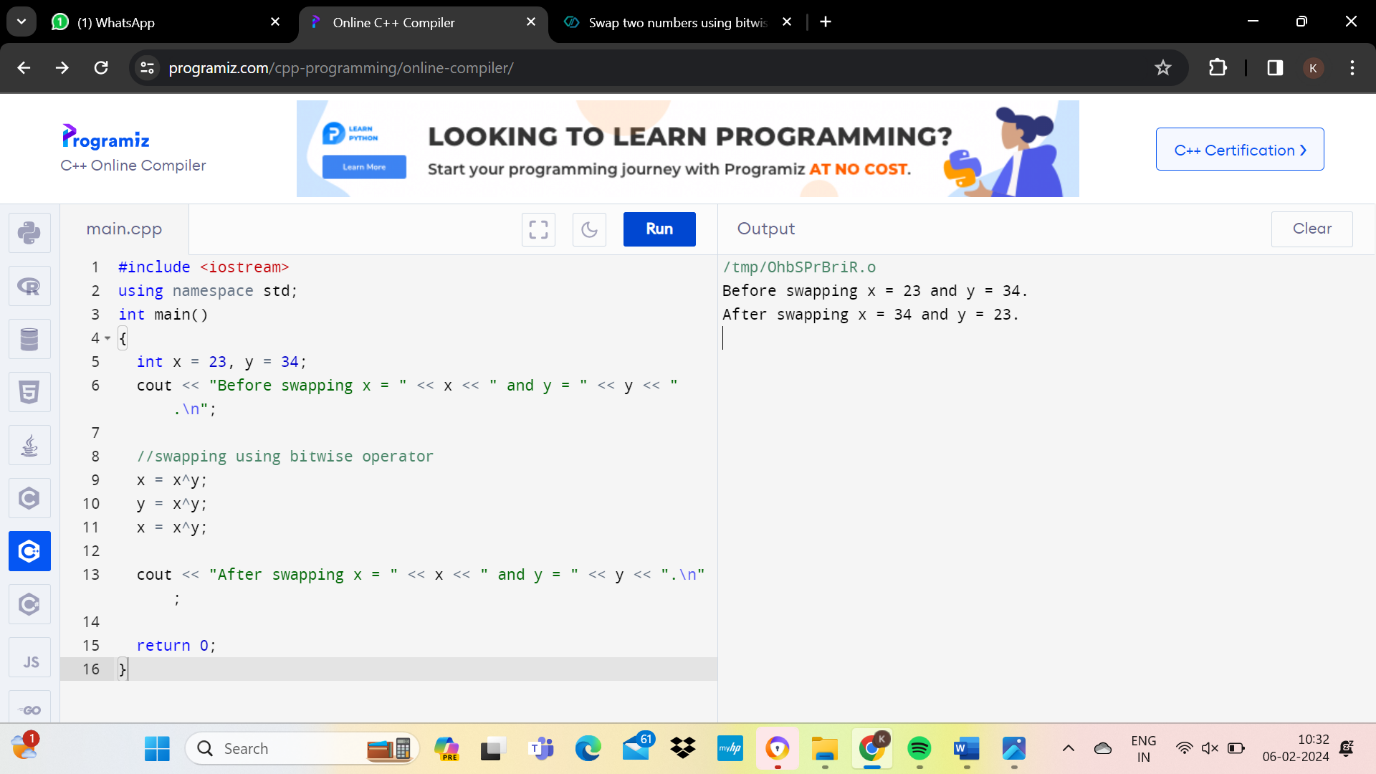 (1) WhatsApp
Online C++ Compiler
Swap two numbers using bitwis
programiz.com/cpp-programming/online-compiler/
K
Programiz
C++ Online Compiler
LEARN PYTHON
Learn More
LOOKING TO LEARN PROGRAMMING?
Start your programming journey with Programiz AT NO COST.
C++ Certification
main.cpp
Run
Output
Clear
1 #include <iostream>
2 using namespace std;
3 int main()
4 {
5 int x = 23, y = 34;
6 cout << "Before swapping x = " << x << " and y = " << y << "
.\n";
7
8 //swapping using bitwise operator
9 x = x^y;
10 y = x^y;
11 x = x^y;
12
13 cout << "After swapping x = " << x << " and y = " << y << ".\n"
;
14
15 return 0;
16 }
/tmp/OhbSPrBriR.o
Before swapping x = 23 and y = 34.
After swapping x = 34 and y = 23.
JS
GO
1
Search
PRE
61
myhp
K
ENG
IN
10:32
06-02-2024